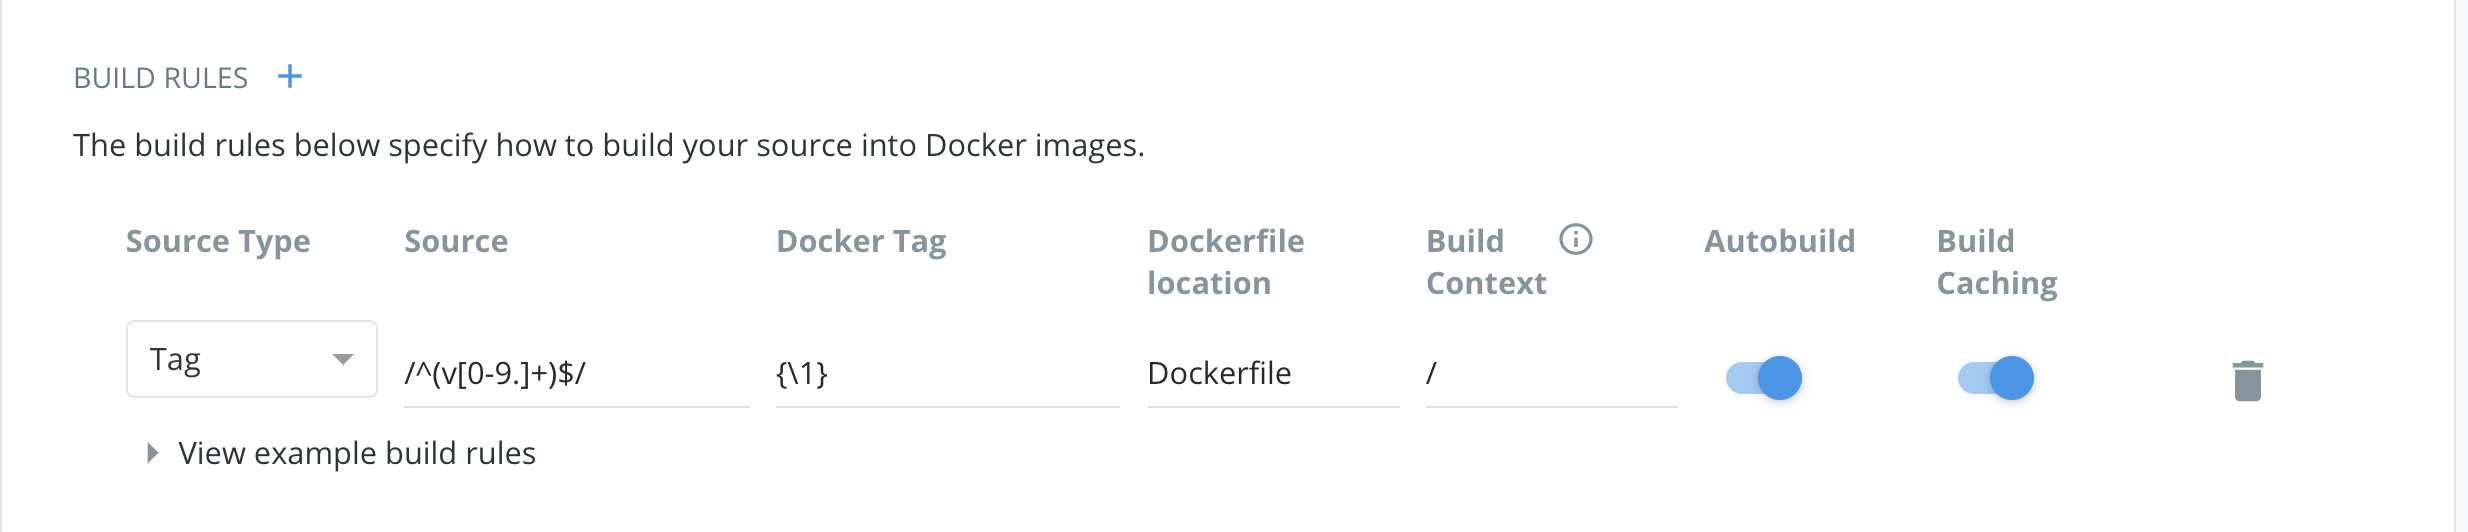 BUILD RULES +
The build rules below specify how to build your source into Docker images.
Source Type Source Docker Tag Dockerfile location Build Context Autobuild Build Caching
Tag /^(v[0-9.]+)$/ {\1} Dockerfile /
View example build rules